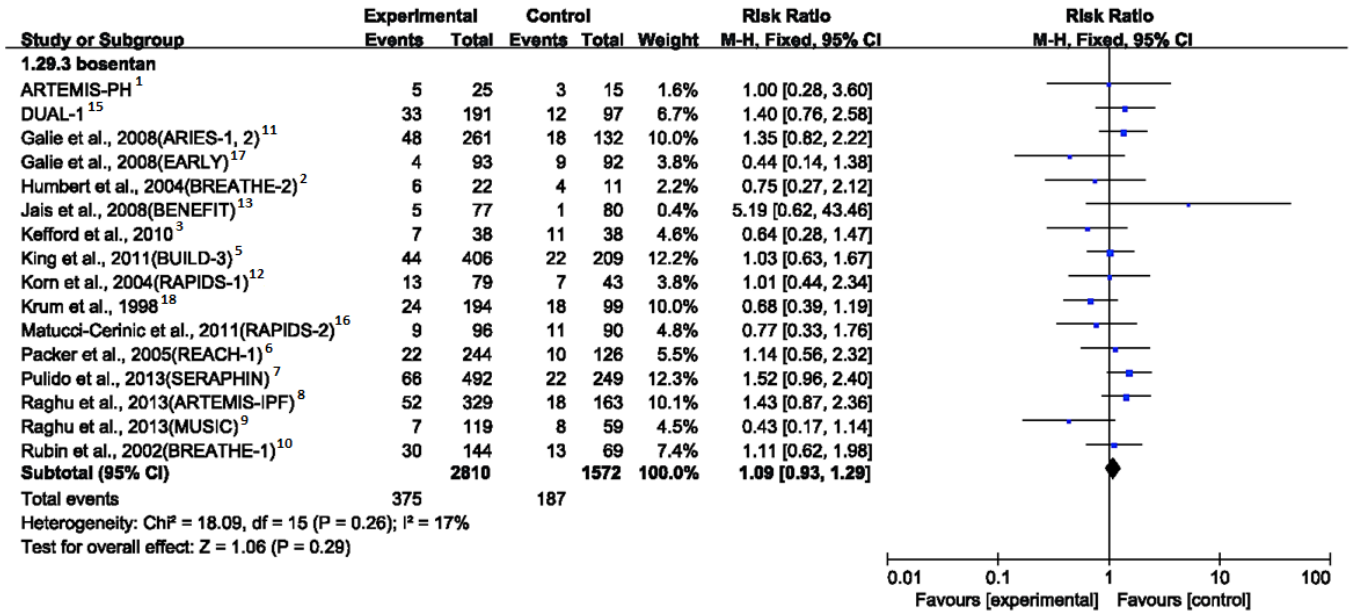 Experimental Control Risk Ratio Risk Ratio
Study or Subgroup Events Total Events Total Weight M-H, Fixed, 95% CI M-H, Fixed, 95% CI
1.29.3 bosentan
ARTEMIS-PH 1 5 25 3 15 1.6% 1.00 [0.28, 3.60]
DUAL-1 15 33 191 12 97 6.7% 1.40 [0.76, 2.58]
Galie et al., 2008(ARIES-1, 2) 11 48 261 18 132 10.0% 1.35 [0.82, 2.22]
Galie et al., 2008(EARLY) 17 4 93 9 92 3.8% 0.44 [0.14, 1.38]
Humbert et al., 2004(BREATHE-2) 2 6 22 4 11 2.2% 0.75 [0.27, 2.12]
Jais et al., 2008(BENEFIT) 13 5 77 1 80 0.4% 5.19 [0.62, 43.46]
Kefford et al., 2010 3 7 38 11 38 4.6% 0.64 [0.28, 1.47]
King et al., 2011(BUILD-3) 5 44 406 22 209 12.2% 1.03 [0.63, 1.67]
Korn et al., 2004(RAPIDS-1) 12 13 79 7 43 3.8% 1.01 [0.44, 2.34]
Krum et al., 1998 18 24 194 18 99 10.0% 0.68 [0.39, 1.19]
Matucci-Cerinic et al., 2011(RAPIDS-2) 16 9 96 11 90 4.8% 0.77 [0.33, 1.76]
Packer et al., 2005(REACH-1) 6 22 244 10 126 5.5% 1.14 [0.56, 2.32]
Pulido et al., 2013(SERAPHIN) 7 66 492 22 249 12.3% 1.52 [0.96, 2.40]
Raghu et al., 2013(ARTEMIS-IPF) 8 52 329 18 163 10.1% 1.43 [0.87, 2.36]
Raghu et al., 2013(MUSIC) 9 7 119 8 59 4.5% 0.43 [0.17, 1.14]
Rubin et al., 2002(BREATHE-1) 10 30 144 13 69 7.4% 1.11 [0.62, 1.98]
Subtotal (95% CI) 2810 1572 100.0% 1.09 [0.93, 1.29]
Total events 375 187
Heterogeneity: Chi² = 18.09, df = 15 (P = 0.26); I² = 17%
Test for overall effect: Z = 1.06 (P = 0.29)
0.01 0.1 1 10 100
Favours [experimental] Favours [control]